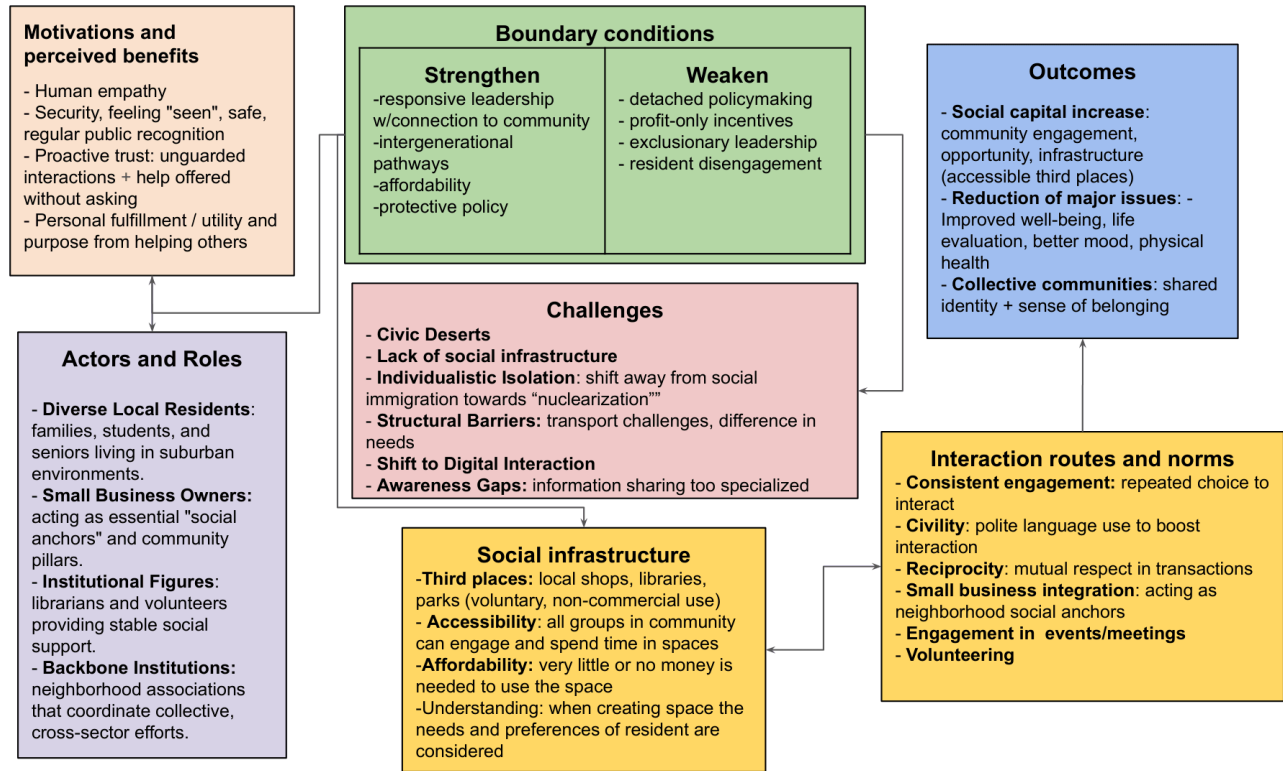 Motivations and
perceived benefits
- Human empathy
- Security, feeling "seen", safe,
regular public recognition
- Proactive trust: unguarded
interactions + help offered
without asking
- Personal fulfillment / utility and
purpose from helping others
Boundary conditions
Strengthen
-responsive leadership
w/connection to community
-intergenerational
pathways
-affordability
-protective policy
Weaken
- detached policymaking
- profit-only incentives
- exclusionary leadership
- resident disengagement
Outcomes
- Social capital increase:
community engagement,
opportunity, infrastructure
(accessible third places)
- Reduction of major issues: -
Improved well-being, life
evaluation, better mood, physical
health
- Collective communities: shared
identity + sense of belonging
Actors and Roles
- Diverse Local Residents:
families, students, and
seniors living in suburban
environments.
- Small Business Owners:
acting as essential "social
anchors" and community
pillars.
- Institutional Figures:
librarians and volunteers
providing stable social
support.
- Backbone Institutions:
neighborhood associations
that coordinate collective,
cross-sector efforts.
Challenges
- Civic Deserts
- Lack of social infrastructure
- Individualistic Isolation: shift away from social
immigration towards “nuclearization””
- Structural Barriers: transport challenges, difference in
needs
- Shift to Digital Interaction
- Awareness Gaps: information sharing too specialized
Social infrastructure
-Third places: local shops, libraries,
parks (voluntary, non-commercial use)
- Accessibility: all groups in community
can engage and spend time in spaces
-Affordability: very little or no money is
needed to use the space
-Understanding: when creating space the
needs and preferences of resident are
considered
Interaction routes and norms
- Consistent engagement: repeated choice to
interact
- Civility: polite language use to boost
interaction
- Reciprocity: mutual respect in transactions
- Small business integration: acting as
neighborhood social anchors
- Engagement in  events/meetings
- Volunteering